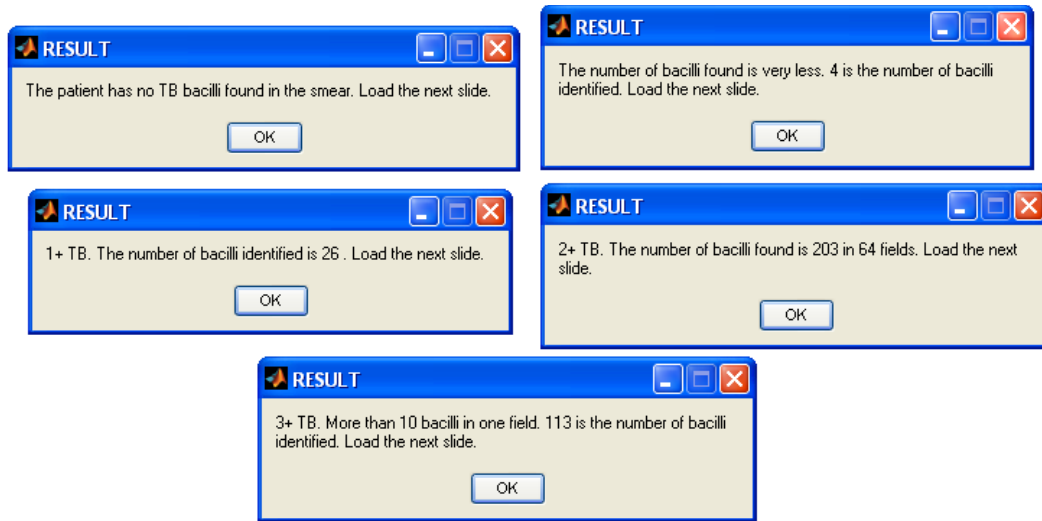 RESULT
The patient has no TB bacilli found in the smear. Load the next slide.
OK
RESULT
The number of bacilli found is very less. 4 is the number of bacilli
identified. Load the next slide.
OK
RESULT
1+ TB. The number of bacilli identified is 26 . Load the next slide.
OK
RESULT
2+ TB. The number of bacilli found is 203 in 64 fields. Load the next
slide.
OK
RESULT
3+ TB. More than 10 bacilli in one field. 113 is the number of bacilli
identified. Load the next slide.
OK